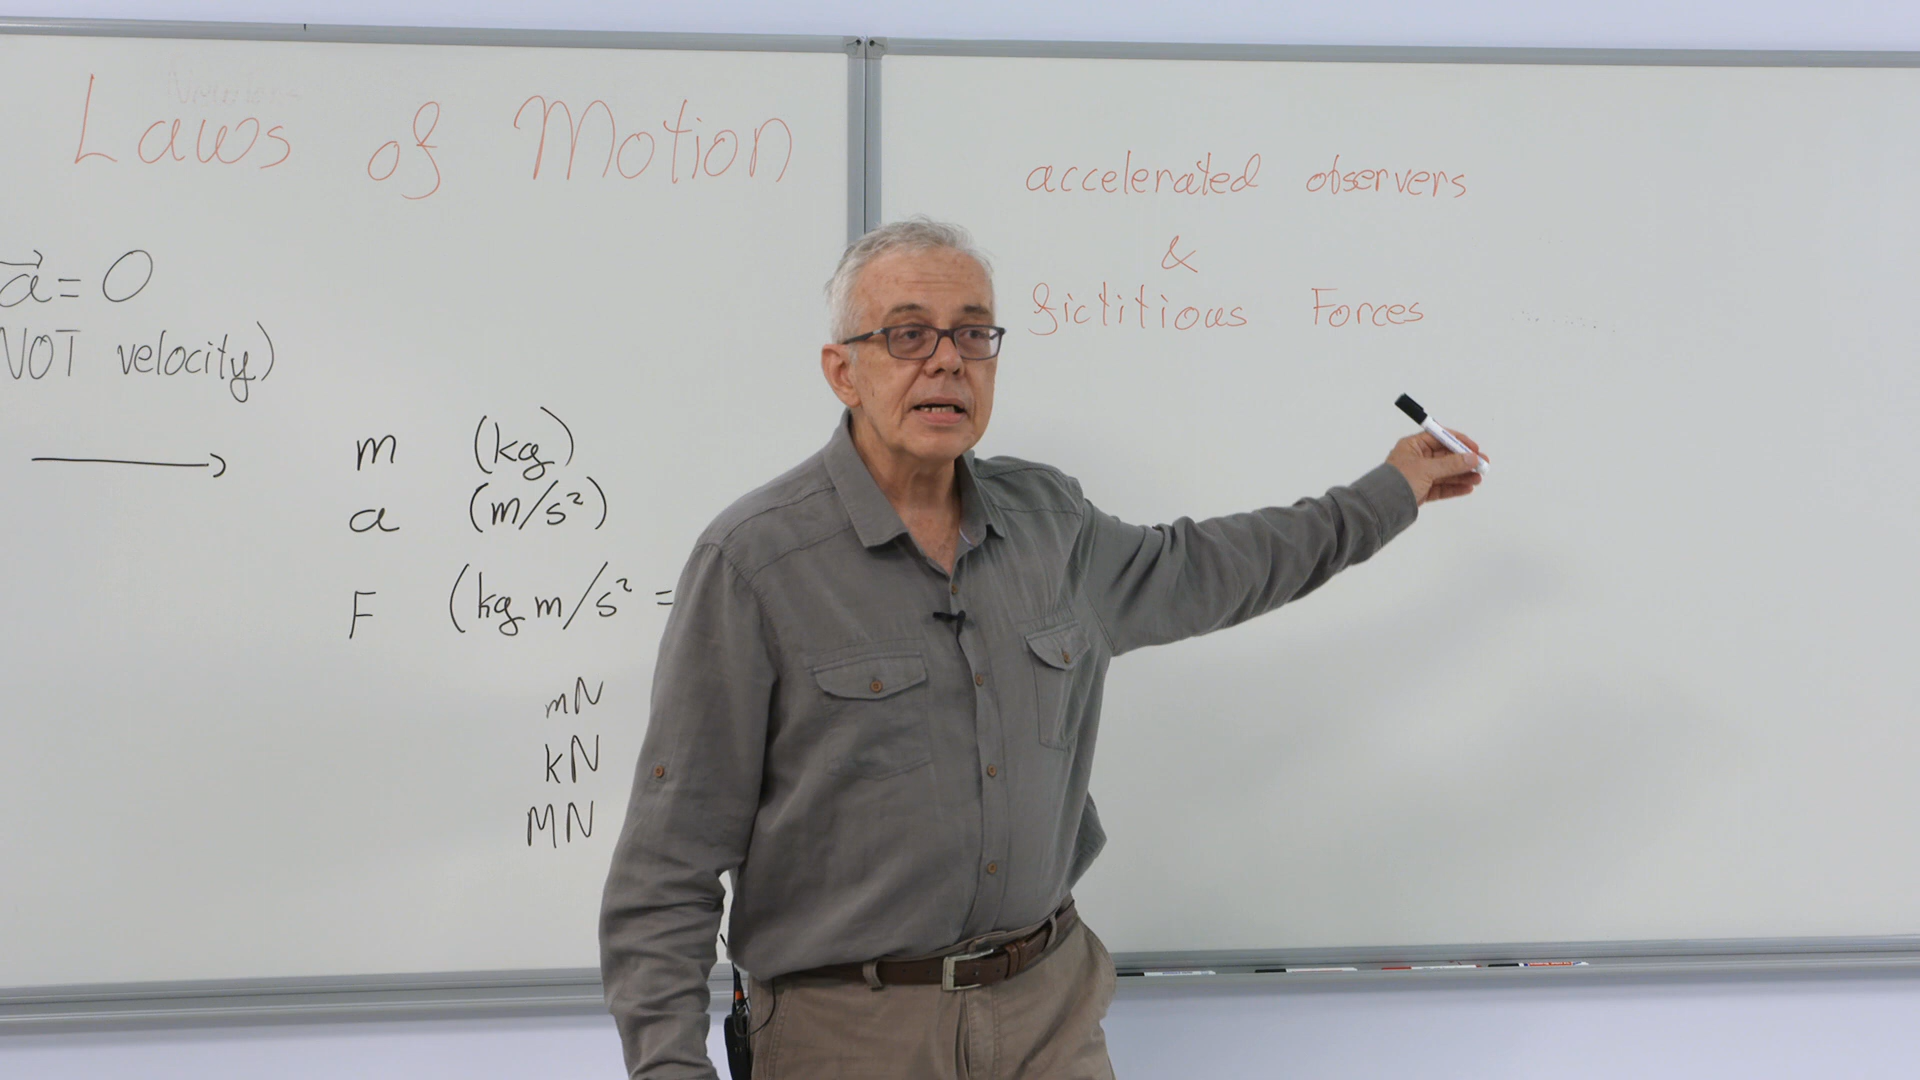 Laws of Motion
a⃗ = 0
NOT velocity)
m (kg)
a (m/s²)
F (kg m/s² =
mN
kN
MN
accelerated observers
&
fictitious Forces